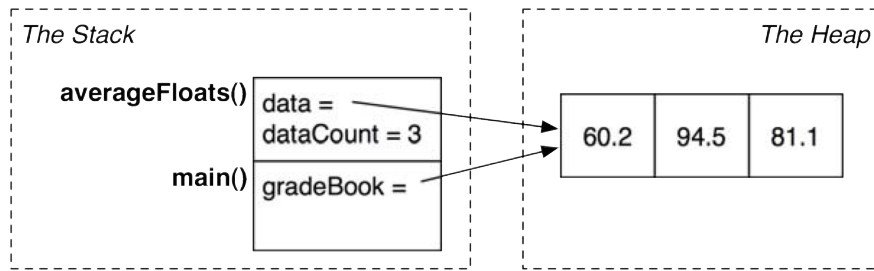 The Stack
The Heap
averageFloats()
data =
dataCount = 3
main()
gradeBook =
60.2 94.5 81.1